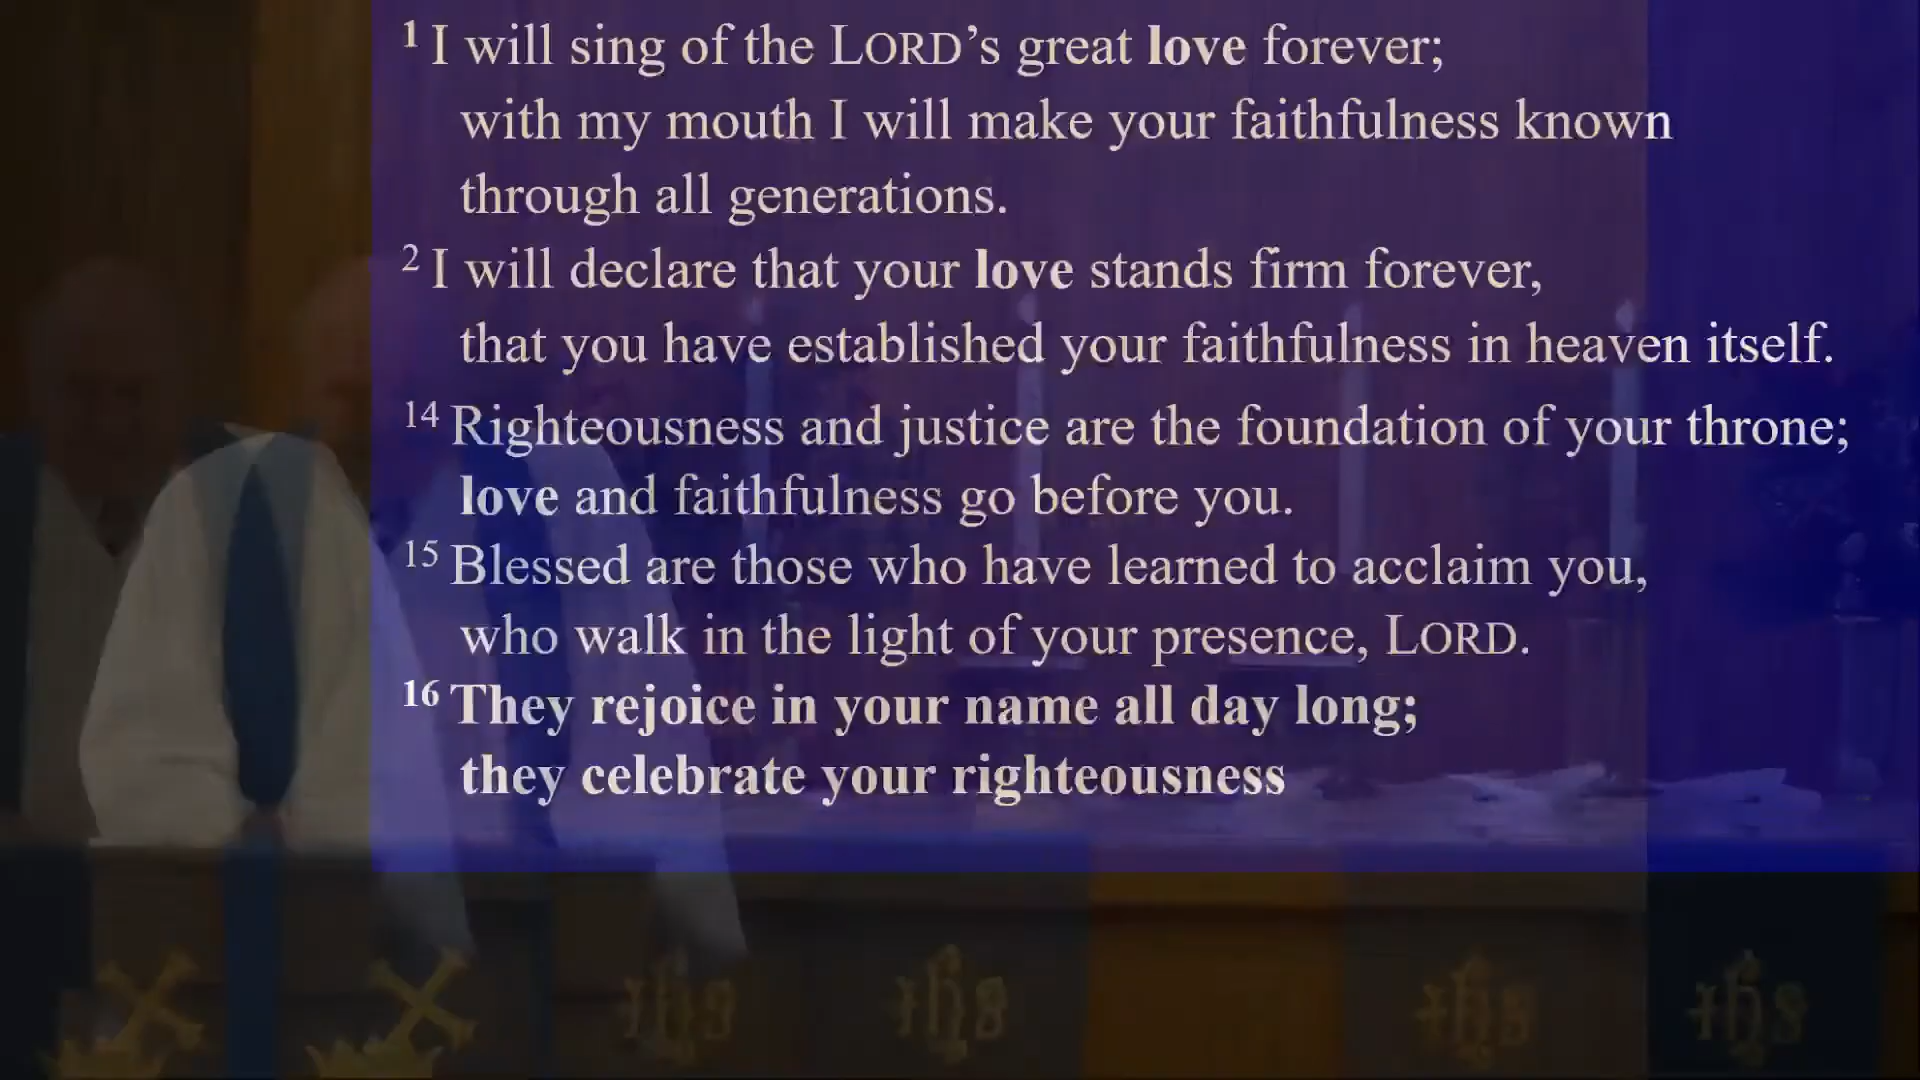 1 I will sing of the LORD’s great love forever;
with my mouth I will make your faithfulness known
through all generations.
2 I will declare that your love stands firm forever,
that you have established your faithfulness in heaven itself.
14 Righteousness and justice are the foundation of your throne;
love and faithfulness go before you.
15 Blessed are those who have learned to acclaim you,
who walk in the light of your presence, LORD.
16 They rejoice in your name all day long;
they celebrate your righteousness
ihs ihs ihs ihs